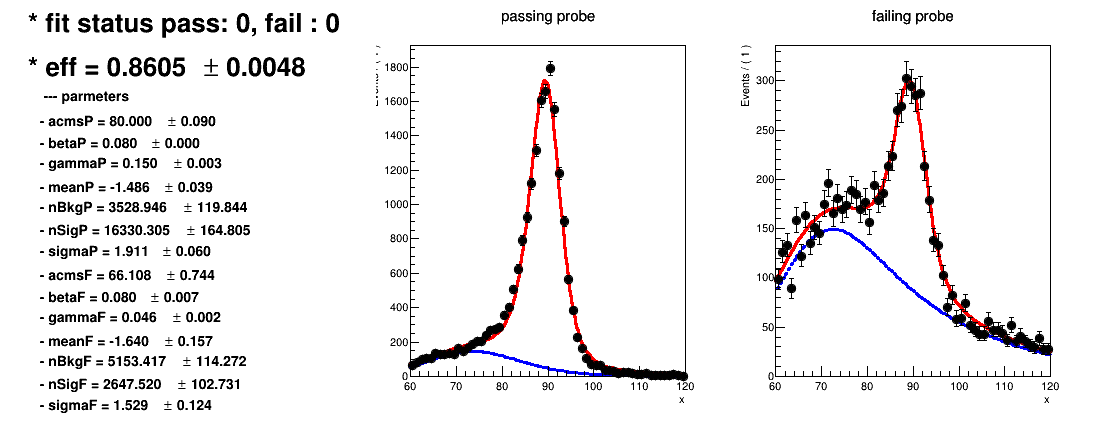 * fit status pass: 0, fail : 0
* eff = 0.8605 ± 0.0048
--- parmeters
- acmsP = 80.000 ± 0.090
- betaP = 0.080 ± 0.000
- gammaP = 0.150 ± 0.003
- meanP = -1.486 ± 0.039
- nBkgP = 3528.946 ± 119.844
- nSigP = 16330.305 ± 164.805
- sigmaP = 1.911 ± 0.060
- acmsF = 66.108 ± 0.744
- betaF = 0.080 ± 0.007
- gammaF = 0.046 ± 0.002
- meanF = -1.640 ± 0.157
- nBkgF = 5153.417 ± 114.272
- nSigF = 2647.520 ± 102.731
- sigmaF = 1.529 ± 0.124
passing probe
1800
1600
1400
1200
1000
800
600
400
200
0
60 70 80 90 100 110 120
x
failing probe
Events / ( 1 )
300
250
200
150
100
50
0
60 70 80 90 100 110 120
x